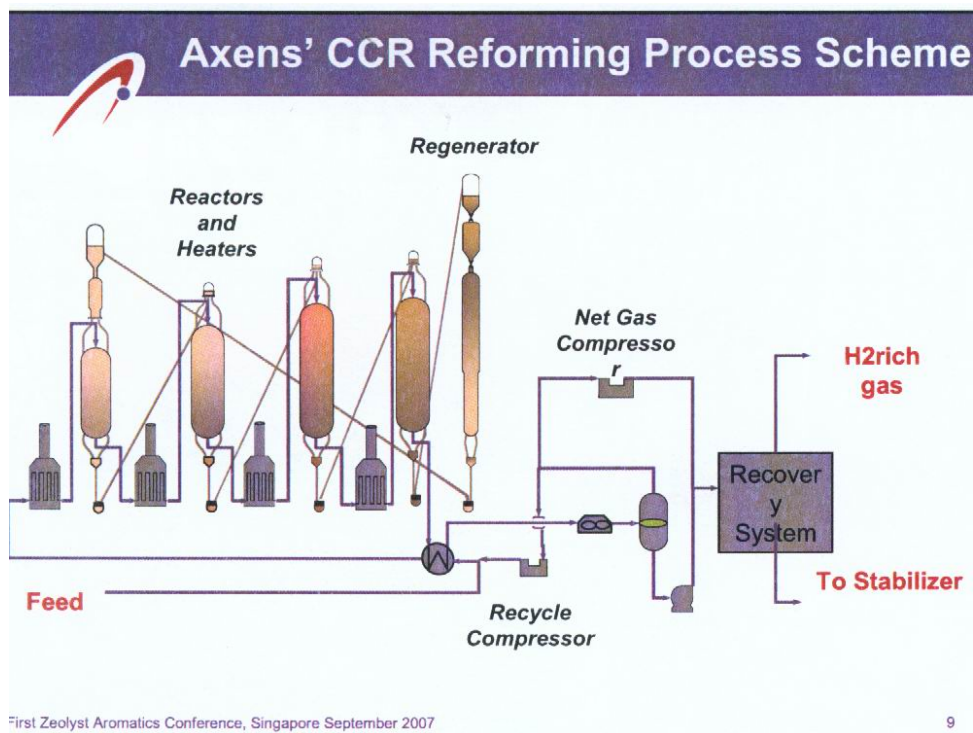 Axens' CCR Reforming Process Scheme
Regenerator
Reactors
and
Heaters
Net Gas
Compresso
r
H2rich
gas
Recover
y
System
To Stabilizer
Feed
Recycle
Compressor
First Zeolyst Aromatics Conference, Singapore September 2007
9